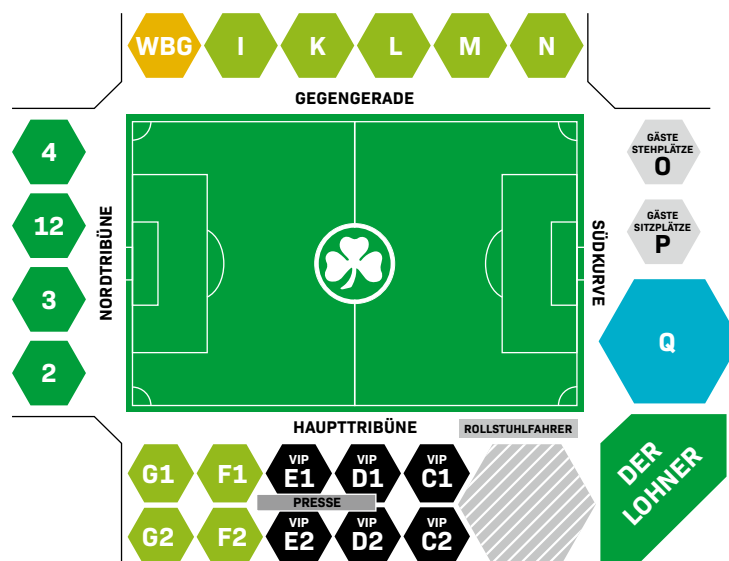 WBG
I
K
L
M
N
GEGENGERADE
4
12
3
2
NORDTRIBÜNE
SÜDKURVE
GÄSTE
STEHPLÄTZE
O
GÄSTE
SITZPLÄTZE
P
Q
HAUPTTRIBÜNE
ROLLSTUHLFAHRER
G1
F1
VIP
E1
VIP
D1
VIP
C1
PRESSE
G2
F2
VIP
E2
VIP
D2
VIP
C2
DER
LOHNER